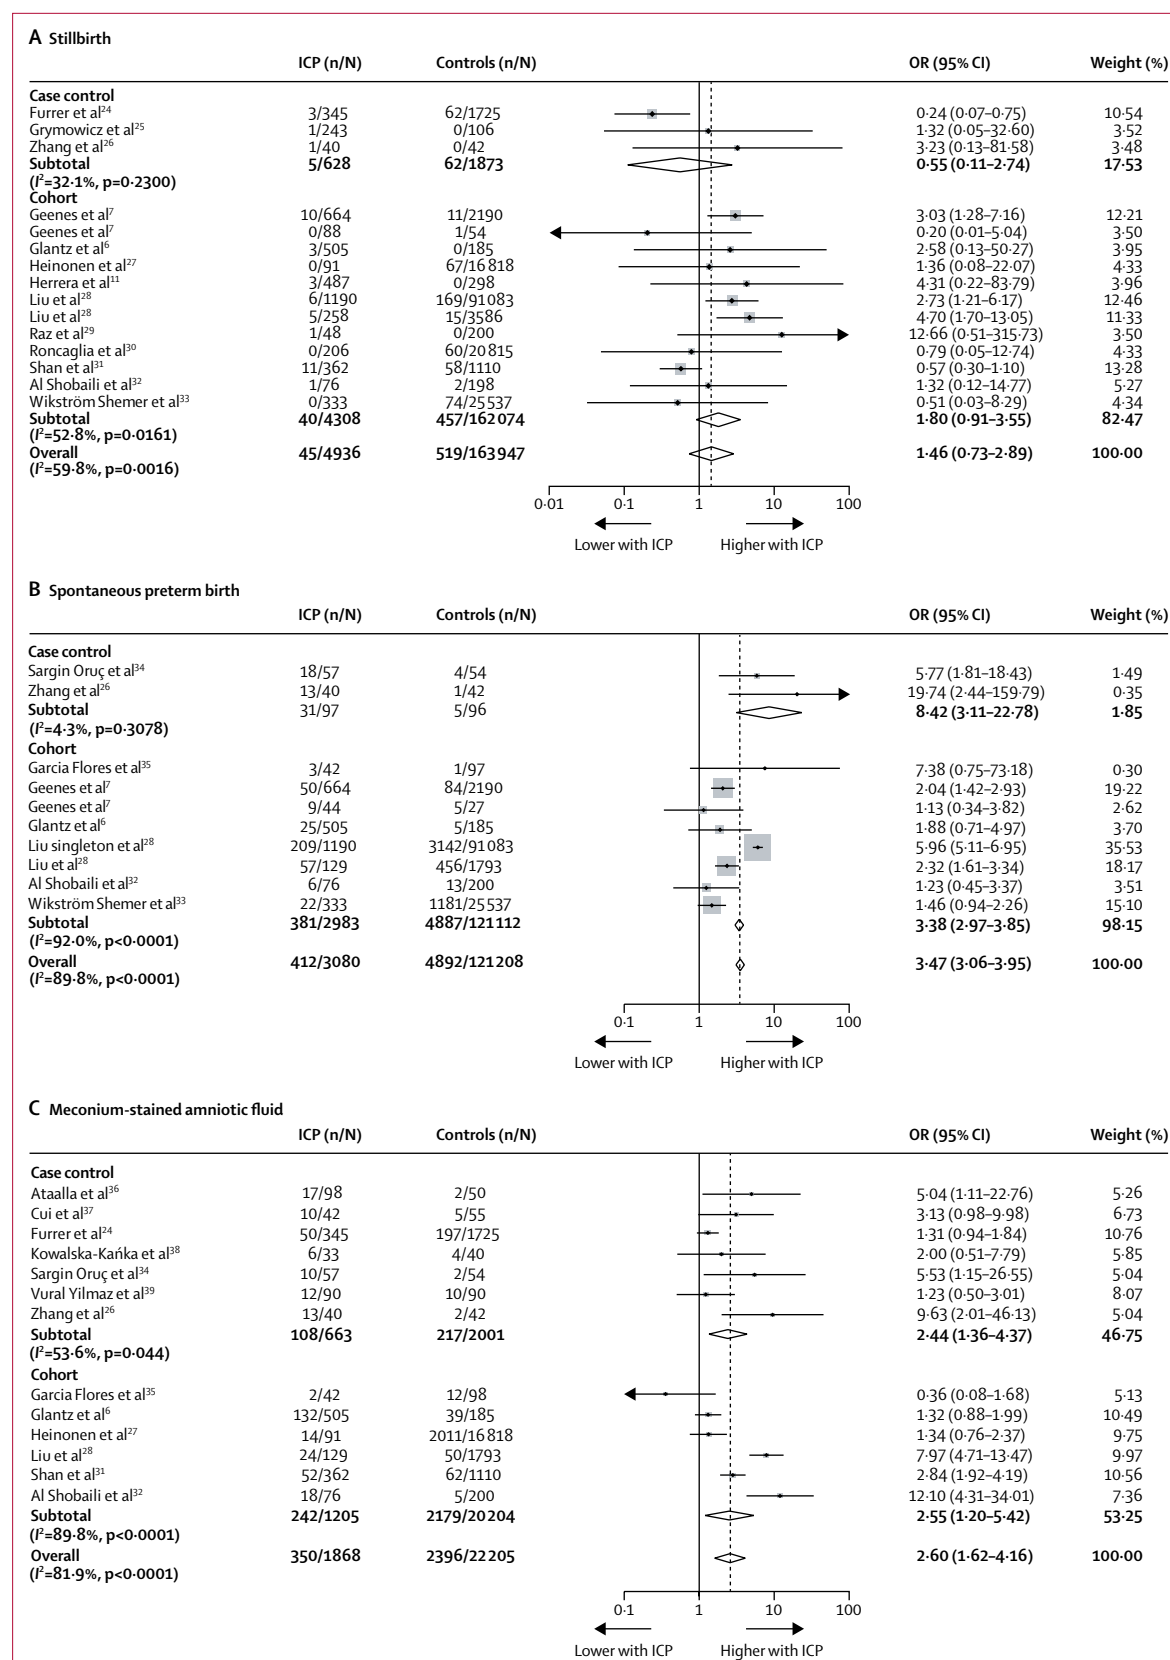 A Stillbirth
ICP (n/N) Controls (n/N) OR (95% CI) Weight (%)
Case control
Furrer et al24 3/345 62/1725 0·24 (0·07–0·75) 10·54
Grymowicz et al25 1/243 0/106 1·32 (0·05–32·60) 3·52
Zhang et al26 1/40 0/42 3·23 (0·13–81·58) 3·48
Subtotal 5/628 62/1873 0·55 (0·11–2·74) 17·53
(I²=32·1%, p=0·2300)
Cohort
Geenes et al7 10/664 11/2190 3·03 (1·28–7·16) 12·21
Geenes et al7 0/88 1/54 0·20 (0·01–5·04) 3·50
Glantz et al6 3/505 0/185 2·58 (0·13–50·27) 3·95
Heinonen et al27 0/91 67/16 818 1·36 (0·08–22·07) 4·33
Herrera et al11 3/487 0/298 4·31 (0·22–83·79) 3·96
Liu et al28 6/1190 169/91 083 2·73 (1·21–6·17) 12·46
Liu et al28 5/258 15/3586 4·70 (1·70–13·05) 11·33
Raz et al29 1/48 0/200 12·66 (0·51–315·73) 3·50
Roncaglia et al30 0/206 60/20 815 0·79 (0·05–12·74) 4·33
Shan et al31 11/362 58/1110 0·57 (0·30–1·10) 13·28
Al Shobaili et al32 1/76 2/198 1·32 (0·12–14·77) 5·27
Wikström Shemer et al33 0/333 74/25 537 0·51 (0·03–8·29) 4·34
Subtotal 40/4308 457/162 074 1·80 (0·91–3·55) 82·47
(I²=52·8%, p=0·0161)
Overall 45/4936 519/163 947 1·46 (0·73–2·89) 100·00
(I²=59·8%, p=0·0016)
0·01 0·1 1 10 100
Lower with ICP Higher with ICP
B Spontaneous preterm birth
ICP (n/N) Controls (n/N) OR (95% CI) Weight (%)
Case control
Sargin Oruç et al34 18/57 4/54 5·77 (1·81–18·43) 1·49
Zhang et al26 13/40 1/42 19·74 (2·44–159·79) 0·35
Subtotal 31/97 5/96 8·42 (3·11–22·78) 1·85
(I²=4·3%, p=0·3078)
Cohort
Garcia Flores et al35 3/42 1/97 7·38 (0·75–73·18) 0·30
Geenes et al7 50/664 84/2190 2·04 (1·42–2·93) 19·22
Geenes et al7 9/44 5/27 1·13 (0·34–3·82) 2·62
Glantz et al6 25/505 5/185 1·88 (0·71–4·97) 3·70
Liu singleton et al28 209/1190 3142/91 083 5·96 (5·11–6·95) 35·53
Liu et al28 57/129 456/1793 2·32 (1·61–3·34) 18·17
Al Shobaili et al32 6/76 13/200 1·23 (0·45–3·37) 3·51
Wikström Shemer et al33 22/333 1181/25 537 1·46 (0·94–2·26) 15·10
Subtotal 381/2983 4887/121 112 3·38 (2·97–3·85) 98·15
(I²=92·0%, p<0·0001)
Overall 412/3080 4892/121 208 3·47 (3·06–3·95) 100·00
(I²=89·8%, p<0·0001)
0·1 1 10 100
Lower with ICP Higher with ICP
C Meconium-stained amniotic fluid
ICP (n/N) Controls (n/N) OR (95% CI) Weight (%)
Case control
Ataalla et al36 17/98 2/50 5·04 (1·11–22·76) 5·26
Cui et al37 10/42 5/55 3·13 (0·98–9·98) 6·73
Furrer et al24 50/345 197/1725 1·31 (0·94–1·84) 10·76
Kowalska-Kańka et al38 6/33 4/40 2·00 (0·51–7·79) 5·85
Sargin Oruç et al34 10/57 2/54 5·53 (1·15–26·55) 5·04
Vural Yilmaz et al39 12/90 10/90 1·23 (0·50–3·01) 8·07
Zhang et al26 13/40 2/42 9·63 (2·01–46·13) 5·04
Subtotal 108/663 217/2001 2·44 (1·36–4·37) 46·75
(I²=53·6%, p=0·044)
Cohort
Garcia Flores et al35 2/42 12/98 0·36 (0·08–1·68) 5·13
Glantz et al6 132/505 39/185 1·32 (0·88–1·99) 10·49
Heinonen et al27 14/91 2011/16 818 1·34 (0·76–2·37) 9·75
Liu et al28 24/129 50/1793 7·97 (4·71–13·47) 9·97
Shan et al31 52/362 62/1110 2·84 (1·92–4·19) 10·56
Al Shobaili et al32 18/76 5/200 12·10 (4·31–34·01) 7·36
Subtotal 242/1205 2179/20 204 2·55 (1·20–5·42) 53·25
(I²=89·8%, p<0·0001)
Overall 350/1868 2396/22 205 2·60 (1·62–4·16) 100·00
(I²=81·9%, p<0·0001)
0·1 1 10 100
Lower with ICP Higher with ICP